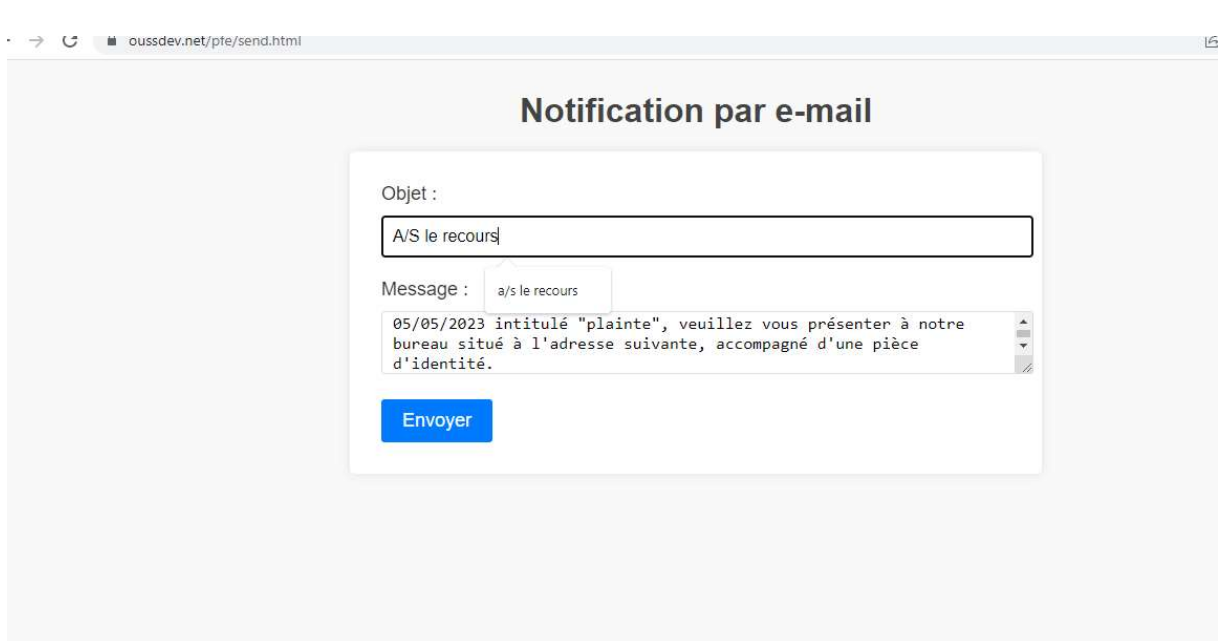 oussdev.net/pfe/send.html
Notification par e-mail
Objet :
A/S le recours
Message :
a/s le recours
05/05/2023 intitulé "plainte", veuillez vous présenter à notre
bureau situé à l'adresse suivante, accompagné d'une pièce
d'identité.
Envoyer